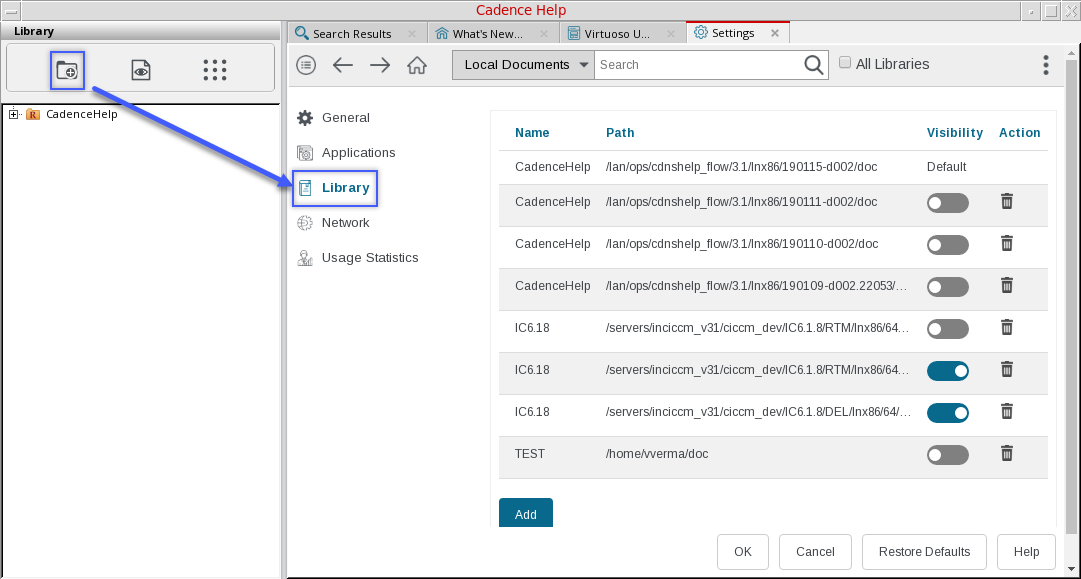 Cadence Help
Library
Search Results
What's New...
Virtuoso U...
Settings
Local Documents
Search
All Libraries
R CadenceHelp
General
Applications
Library
Network
Usage Statistics
Name Path Visibility Action
CadenceHelp /lan/ops/cdnshelp_flow/3.1/lnx86/190115-d002/doc Default
CadenceHelp /lan/ops/cdnshelp_flow/3.1/lnx86/190111-d002/doc
CadenceHelp /lan/ops/cdnshelp_flow/3.1/lnx86/190110-d002/doc
CadenceHelp /lan/ops/cdnshelp_flow/3.1/lnx86/190109-d002.22053/...
IC6.18 /servers/inciccm_v31/ciccm_dev/IC6.1.8/RTM/lnx86/64...
IC6.18 /servers/inciccm_v31/ciccm_dev/IC6.1.8/RTM/lnx86/64...
IC6.18 /servers/inciccm_v31/ciccm_dev/IC6.1.8/DEL/lnx86/64/...
TEST /home/vverma/doc
Add
OK Cancel Restore Defaults Help